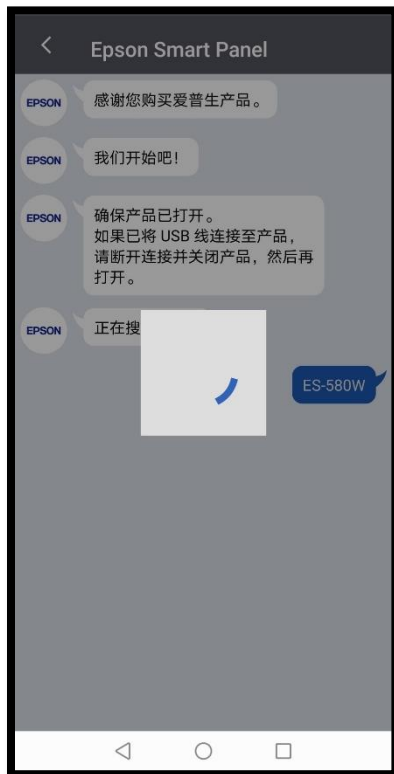 Epson Smart Panel
EPSON
感谢您购买爱普生产品。
EPSON
我们开始吧!
EPSON
确保产品已打开。
如果已将 USB 线连接至产品,
请断开连接并关闭产品,然后再
打开。
EPSON
正在搜
ES-580W